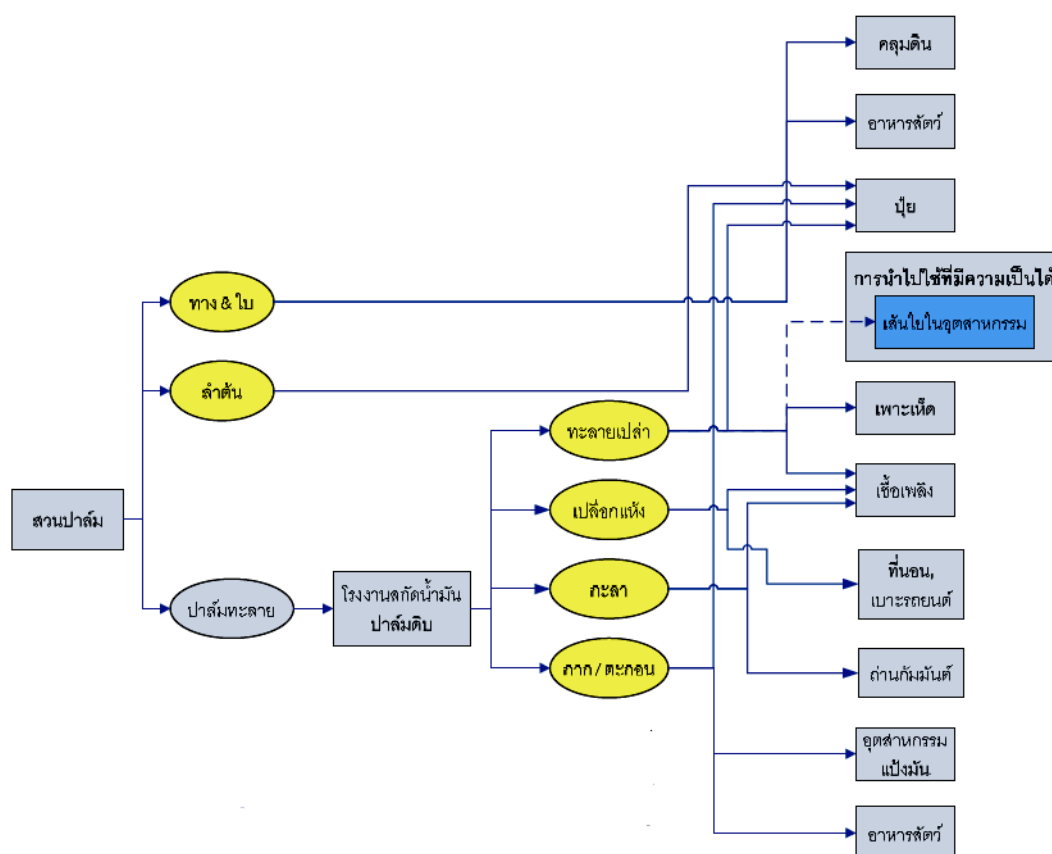 คลุมดิน
อาหารสัตว์
ปุ๋ย
การนำไปใช้ที่มีความเป็นได้
เส้นใยในอุตสาหกรรม
ทาง & ใบ
ลำต้น
เพาะเห็ด
ทะลายเปล่า
เชื้อเพลิง
เปลือกแห้ง
สวนปาล์ม
ที่นอน,
เบาะรถยนต์
กะลา
โรงงานสกัดน้ำมัน
ปาล์มดิบ
ปาล์มทะลาย
กาก / ตะกอน
ถ่านกัมมันต์
อุตสาหกรรม
แป้งมัน
อาหารสัตว์